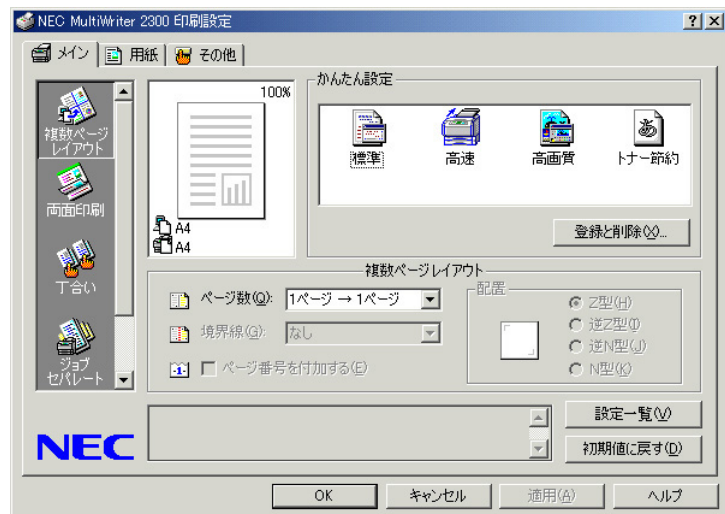 NEC MultiWriter 2300 印刷設定
メイン 用紙 その他
複数ページ
レイアウト
両面印刷
丁合い
ジョブ
セパレート
100%
A4
A4
かんたん設定
標準 高速 高画質 トナー節約
登録と削除(X)...
複数ページレイアウト
ページ数(Q): 1ページ → 1ページ
境界線(G): なし
-1- ページ番号を付加する(E)
配置
Z型(H)
逆Z型(I)
逆N型(J)
N型(K)
NEC
設定一覧(V)
初期値に戻す(D)
OK キャンセル 適用(A) ヘルプ